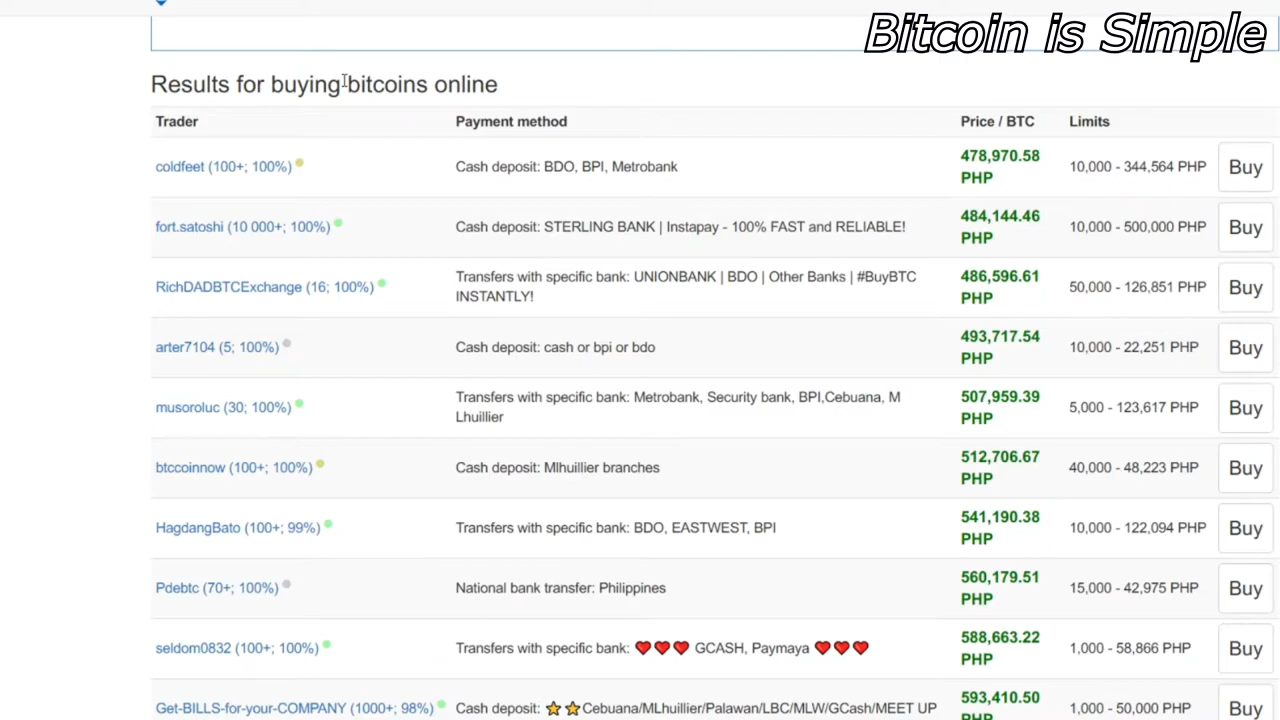 Bitcoin is Simple
Results for buying bitcoins online
Trader Payment method Price / BTC Limits
coldfeet (100+; 100%) Cash deposit: BDO, BPI, Metrobank 478,970.58 PHP 10,000 - 344,564 PHP Buy
fort.satoshi (10 000+; 100%) Cash deposit: STERLING BANK | Instapay - 100% FAST and RELIABLE! 484,144.46 PHP 10,000 - 500,000 PHP Buy
RichDADBTCExchange (16; 100%) Transfers with specific bank: UNIONBANK | BDO | Other Banks | #BuyBTC
INSTANTLY! 486,596.61 PHP 50,000 - 126,851 PHP Buy
arter7104 (5; 100%) Cash deposit: cash or bpi or bdo 493,717.54 PHP 10,000 - 22,251 PHP Buy
musoroluc (30; 100%) Transfers with specific bank: Metrobank, Security bank, BPI,Cebuana, M
Lhuillier 507,959.39 PHP 5,000 - 123,617 PHP Buy
btccoinnow (100+; 100%) Cash deposit: Mlhuillier branches 512,706.67 PHP 40,000 - 48,223 PHP Buy
HagdangBato (100+; 99%) Transfers with specific bank: BDO, EASTWEST, BPI 541,190.38 PHP 10,000 - 122,094 PHP Buy
Pdebtc (70+; 100%) National bank transfer: Philippines 560,179.51 PHP 15,000 - 42,975 PHP Buy
seldom0832 (100+; 100%) Transfers with specific bank: ❤❤❤ GCASH, Paymaya ❤❤❤ 588,663.22 PHP 1,000 - 58,866 PHP Buy
Get-BILLS-for-your-COMPANY (1000+; 98%) Cash deposit: ⭐⭐Cebuana/MLhuillier/Palawan/LBC/MLW/GCash/MEET UP 593,410.50 PHP 1,000 - 50,000 PHP Buy